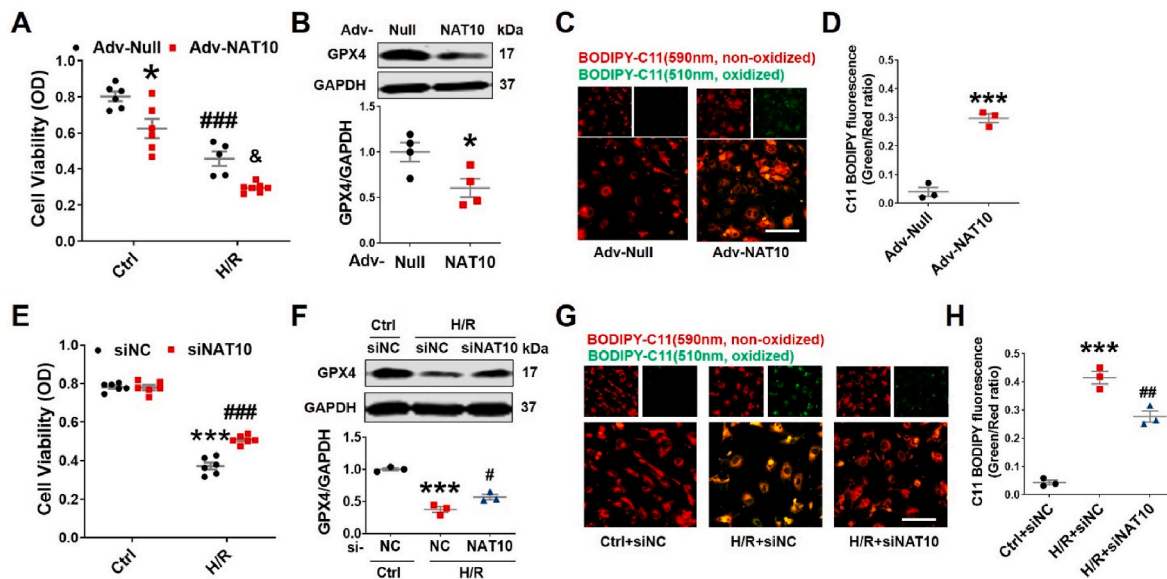 A
Adv-Null Adv-NAT10
Cell Viability (OD)
1.0
0.8
0.6
0.4
0.2
0.0
*
###
&
Ctrl
H/R
B
Adv- Null NAT10 kDa
GPX4 17
GAPDH 37
GPX4/GAPDH
1.5
1.0
0.5
0.0
*
Adv- Null NAT10
C
BODIPY-C11(590nm, non-oxidized)
BODIPY-C11(510nm, oxidized)
Adv-Null
Adv-NAT10
D
C11 BODIPY fluorescence
(Green/Red ratio)
0.5
0.4
0.3
0.2
0.1
0.0
***
Adv-Null
Adv-NAT10
E
siNC siNAT10
Cell Viability (OD)
1.0
0.8
0.6
0.4
0.2
0.0
***
###
Ctrl
H/R
F
Ctrl H/R
siNC siNC siNAT10 kDa
GPX4 17
GAPDH 37
GPX4/GAPDH
1.5
1.0
0.5
0.0
***
#
si- NC NC NAT10
Ctrl H/R
G
BODIPY-C11(590nm, non-oxidized)
BODIPY-C11(510nm, oxidized)
Ctrl+siNC
H/R+siNC
H/R+siNAT10
H
C11 BODIPY fluorescence
(Green/Red ratio)
0.5
0.4
0.3
0.2
0.1
0.0
***
##
Ctrl+siNC
H/R+siNC
H/R+siNAT10